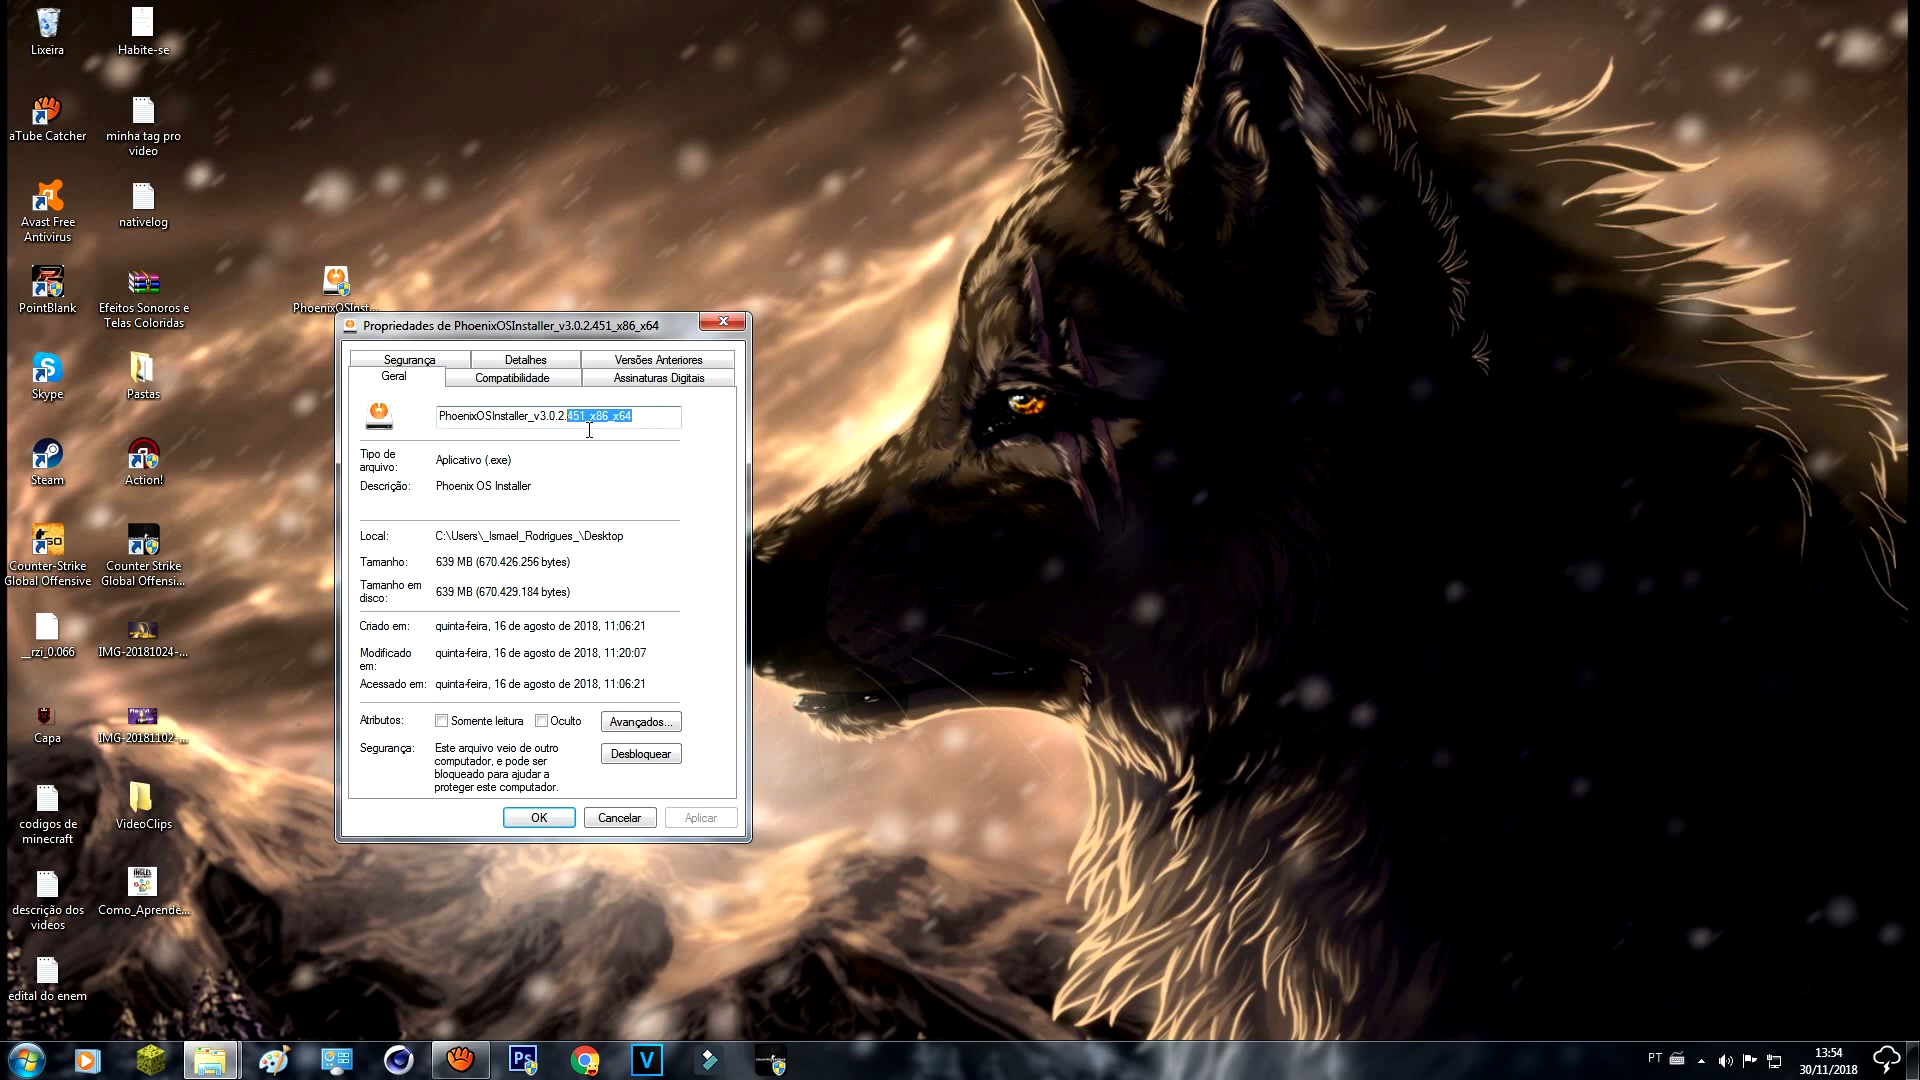 Lixeira
Habite-se
aTube Catcher
minha tag pro
video
Avast Free
Antivirus
nativelog
PointBlank
Efeitos Sonoros e
Telas Coloridas
PhoenixOSInst...
Skype
Pastas
Steam
Action!
Counter-Strike
Global Offensive
Counter Strike
Global Offensi...
__rzi_0.066
IMG-20181024-...
Capa
IMG-20181102-...
codigos de
minecraft
VideoClips
descrição dos
videos
Como_Aprende...
edital do enem
Propriedades de PhoenixOSInstaller_v3.0.2.451_x86_x64
Segurança
Detalhes
Versões Anteriores
Geral
Compatibilidade
Assinaturas Digitais
PhoenixOSInstaller_v3.0.2.451_x86_x64
Tipo de
arquivo:
Aplicativo (.exe)
Descrição:
Phoenix OS Installer
Local:
C:\Users\_Ismael_Rodrigues_\Desktop
Tamanho:
639 MB (670.426.256 bytes)
Tamanho em
disco:
639 MB (670.429.184 bytes)
Criado em:
quinta-feira, 16 de agosto de 2018, 11:06:21
Modificado
em:
quinta-feira, 16 de agosto de 2018, 11:20:07
Acessado em:
quinta-feira, 16 de agosto de 2018, 11:06:21
Atributos:
Somente leitura
Oculto
Avançados...
Segurança:
Este arquivo veio de outro
computador, e pode ser
bloqueado para ajudar a
proteger este computador.
Desbloquear
OK
Cancelar
Aplicar
Ps
V
PT
13:54
30/11/2018